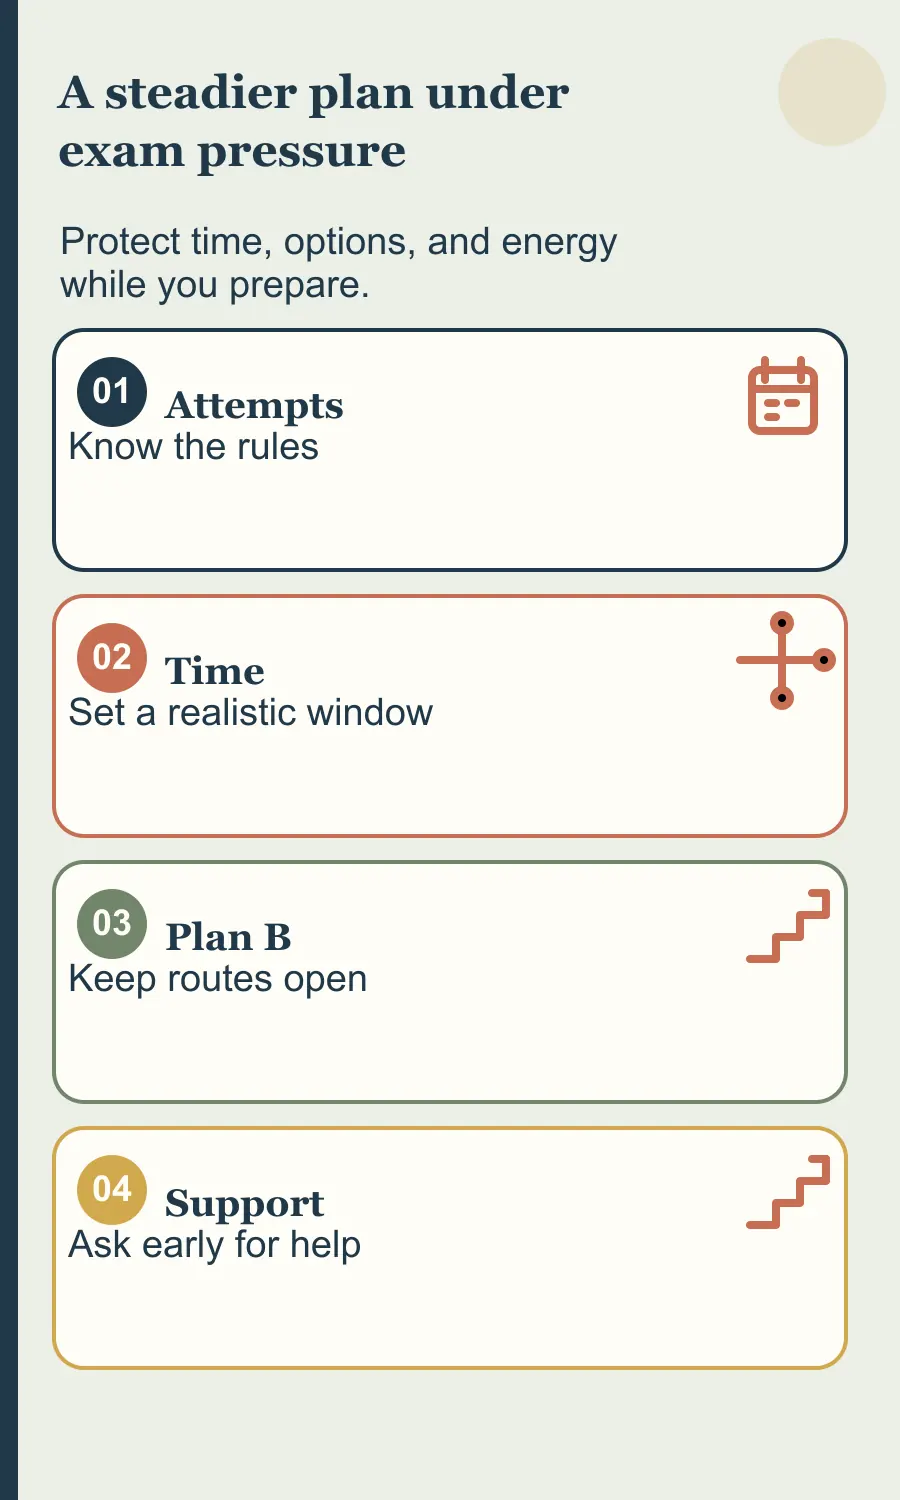 A steadier plan under
exam pressure
Protect time, options, and energy
while you prepare.
01
Attempts
Know the rules
02
Time
Set a realistic window
03
Plan B
Keep routes open
04
Support
Ask early for help